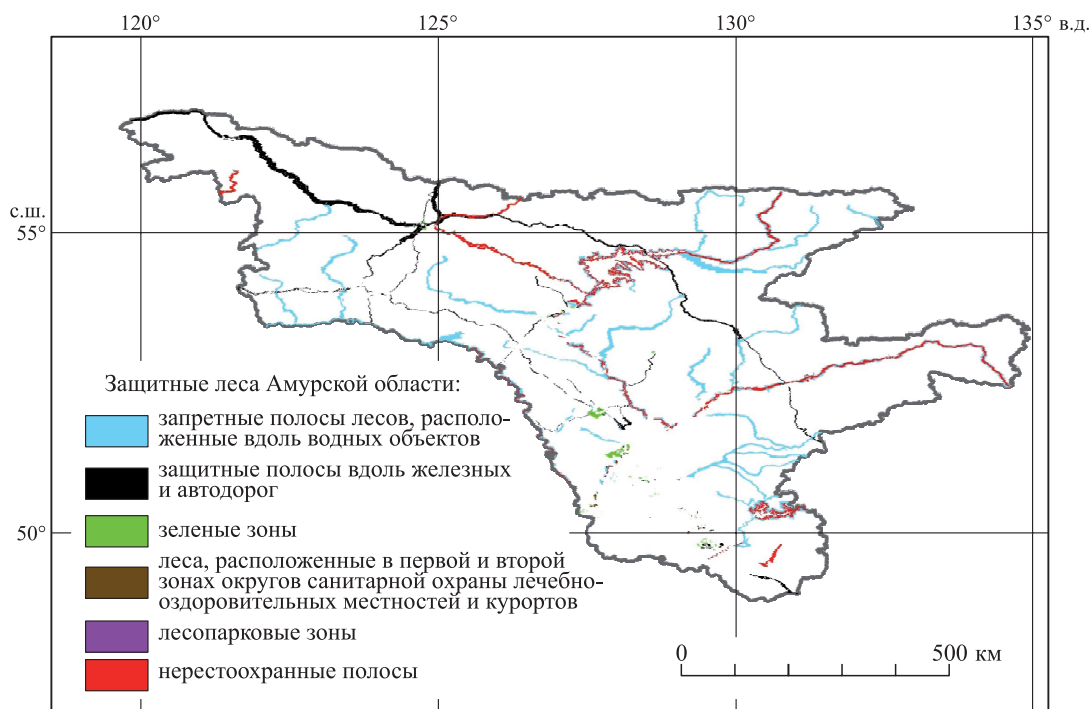 120° 125° 130° 135° в.д.
с.ш.
55°
Защитные леса Амурской области:
запретные полосы лесов, располо-
женные вдоль водных объектов
защитные полосы вдоль железных
и автодорог
50°
зеленые зоны
леса, расположенные в первой и второй
зонах округов санитарной охраны лечебно-
оздоровительных местностей и курортов
лесопарковые зоны
нерестоохранные полосы
0 500 км